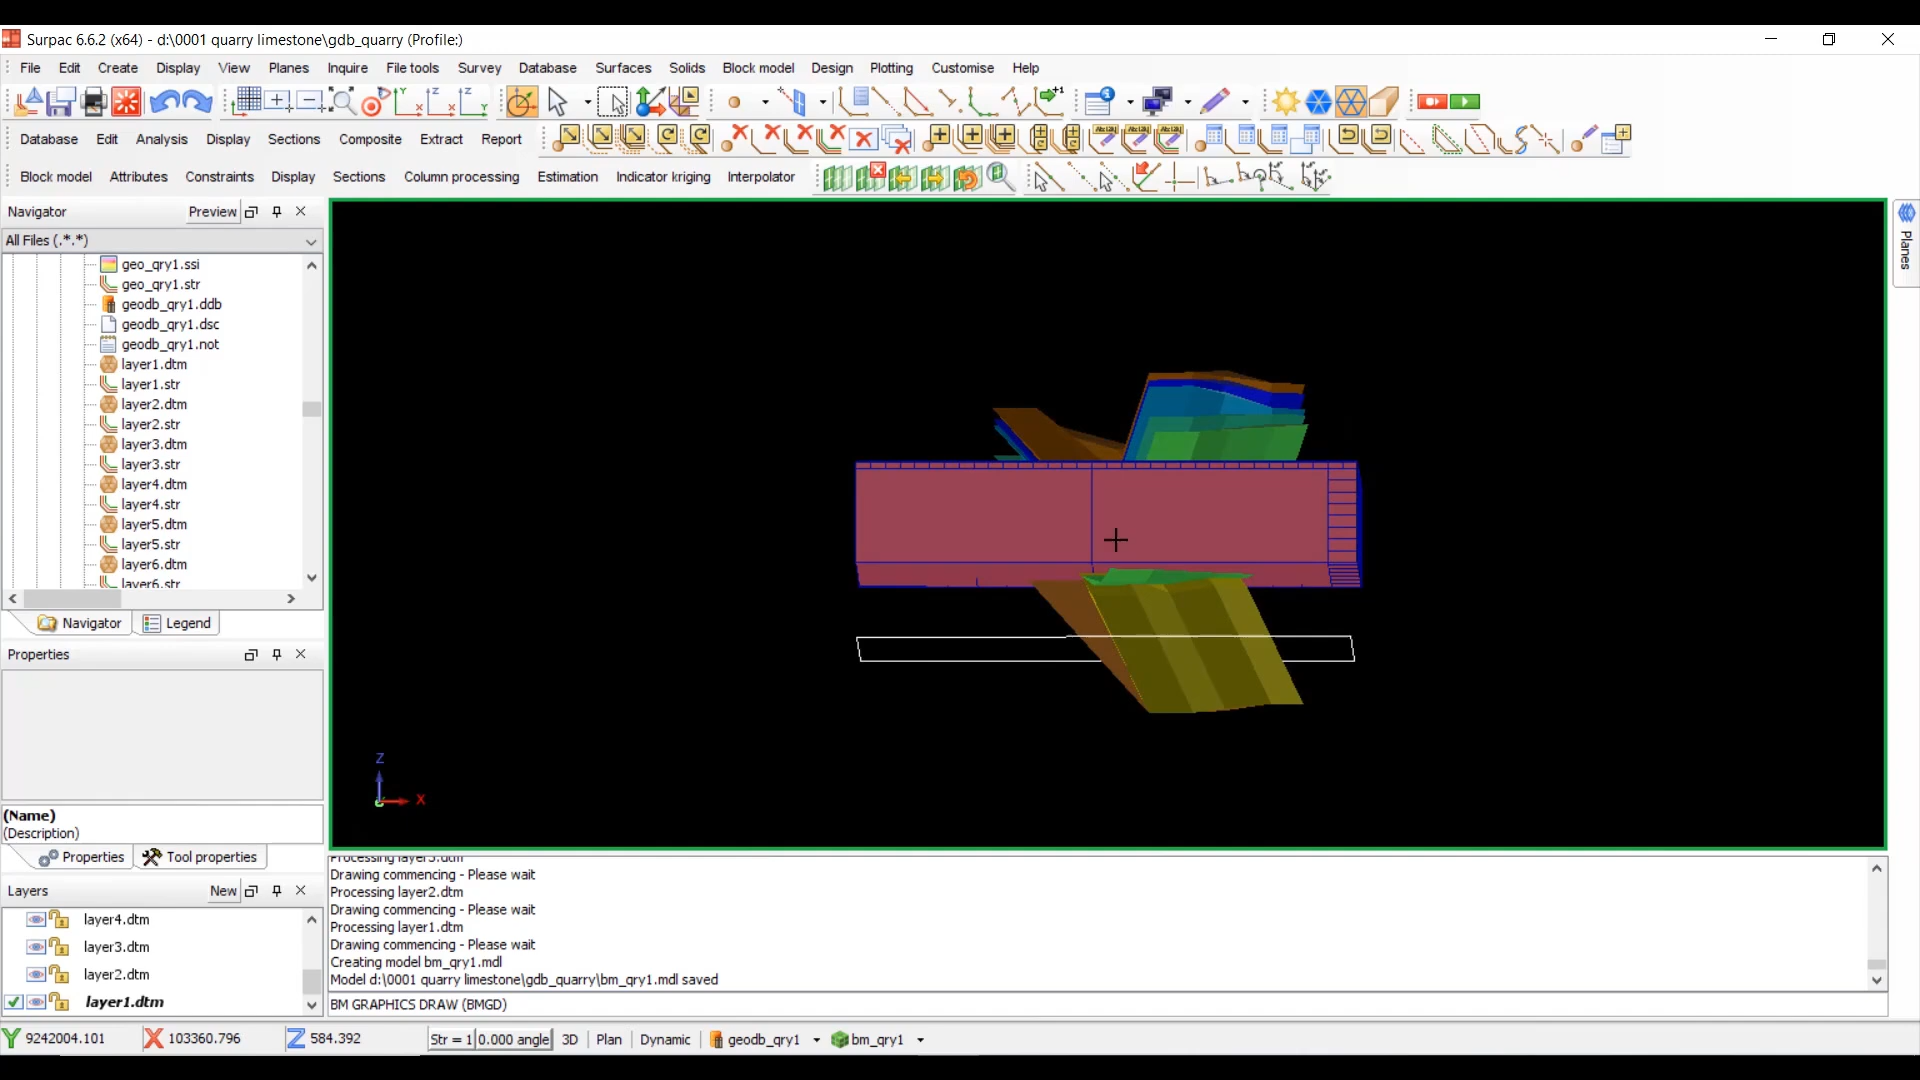 Surpac 6.6.2 (x64) - d:\0001 quarry limestone\gdb_quarry (Profile:)
File Edit Create Display View Planes Inquire File tools Survey Database Surfaces Solids Block model Design Plotting Customise Help
Database Edit Analysis Display Sections Composite Extract Report
Block model Attributes Constraints Display Sections Column processing Estimation Indicator kriging Interpolator
Navigator Preview
All Files (.*.*)
geo_qry1.ssi
geo_qry1.str
geodb_qry1.ddb
geodb_qry1.dsc
geodb_qry1.not
layer1.dtm
layer1.str
layer2.dtm
layer2.str
layer3.dtm
layer3.str
layer4.dtm
layer4.str
layer5.dtm
layer5.str
layer6.dtm
layer6.str
Navigator Legend
Properties
(Name)
(Description)
Properties Tool properties
Layers New
layer4.dtm
layer3.dtm
layer2.dtm
layer1.dtm
Planes
Z
X
Drawing commencing - Please wait
Processing layer2.dtm
Drawing commencing - Please wait
Processing layer1.dtm
Drawing commencing - Please wait
Creating model bm_qry1.mdl
Model d:\0001 quarry limestone\gdb_quarry\bm_qry1.mdl saved
BM GRAPHICS DRAW (BMGD)
Y 9242004.101 X 103360.796 Z 584.392 Str = 1 0.000 angle 3D Plan Dynamic geodb_qry1 bm_qry1